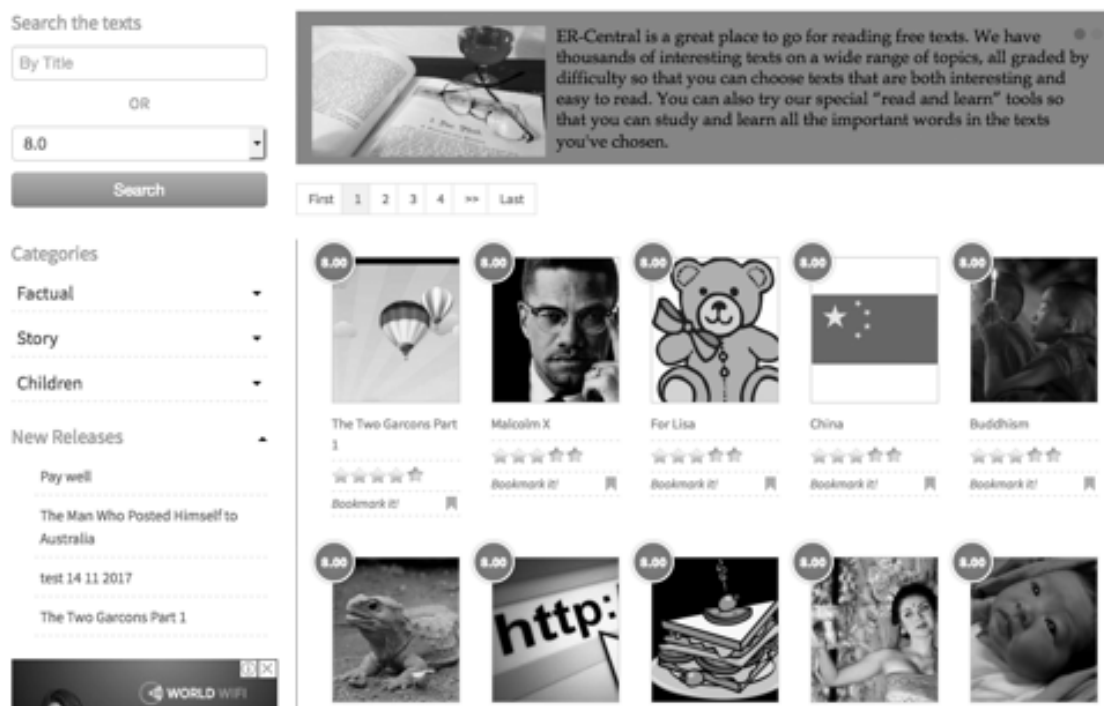 Search the texts
By Title
OR
8.0
Search
Categories
Factual
Story
Children
New Releases
Pay well
The Man Who Posted Himself to
Australia
test 14 11 2017
The Two Garcons Part 1
WORLD WIFI
ER-Central is a great place to go for reading free texts. We have
thousands of interesting texts on a wide range of topics, all graded by
difficulty so that you can choose texts that are both interesting and
easy to read. You can also try our special "read and learn" tools so
that you can study and learn all the important words in the texts
you've chosen.
First 1 2 3 4 >> Last
8.00 8.00 8.00 8.00 8.00
The Two Garcons Part
1
Malcolm X
For Lisa
China
Buddhism
Bookmark it!
Bookmark it!
Bookmark it!
Bookmark it!
Bookmark it!
8.00 8.00 8.00 8.00 8.00
http: